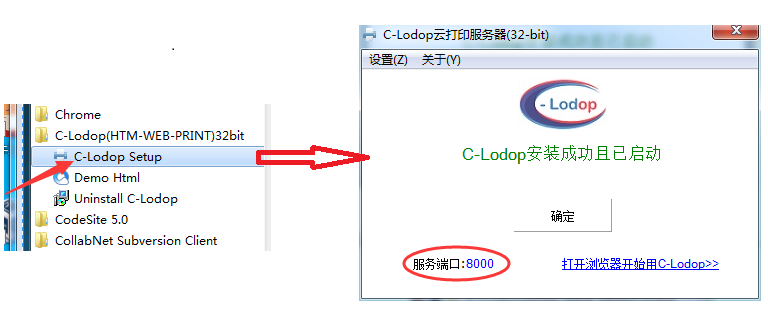 Chrome
C-Lodop(HTM-WEB-PRINT)32bit
C-Lodop Setup
Demo Html
Uninstall C-Lodop
CodeSite 5.0
CollabNet Subversion Client
C-Lodop云打印服务器(32-bit)
设置(Z) 关于(Y)
C-Lodop
C-Lodop安装成功且已启动
确定
服务端口:8000 打开浏览器开始用C-Lodop>>